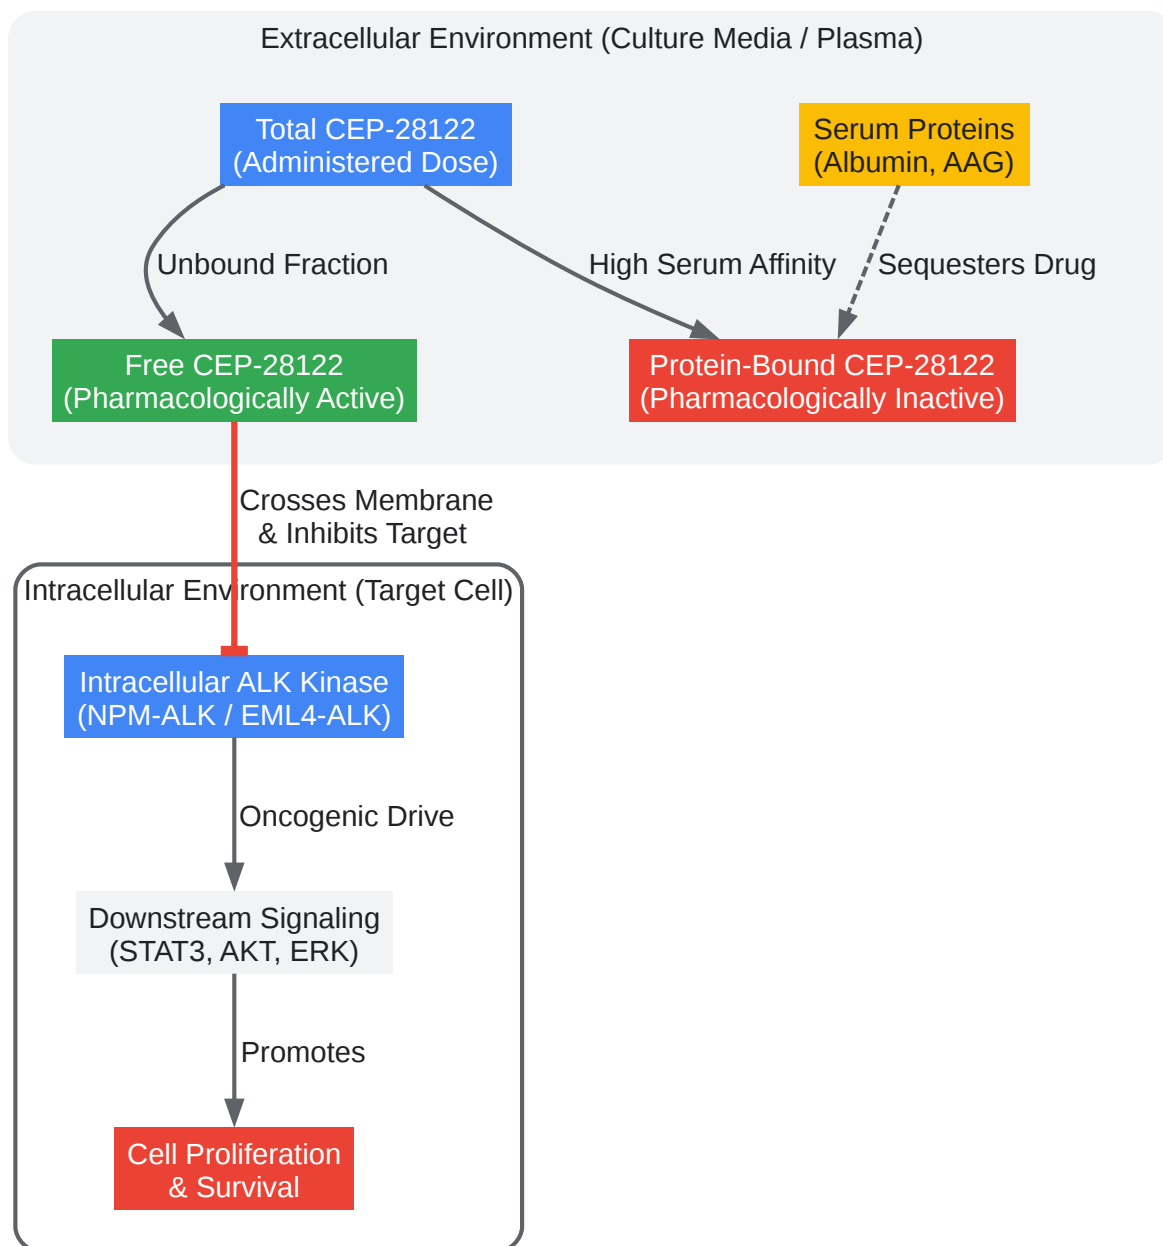 Extracellular Environment (Culture Media / Plasma)
Total CEP-28122
(Administered Dose)
Serum Proteins
(Albumin, AAG)
Unbound Fraction
High Serum Affinity
Sequesters Drug
Free CEP-28122
(Pharmacologically Active)
Protein-Bound CEP-28122
(Pharmacologically Inactive)
Crosses Membrane
& Inhibits Target
Intracellular Environment (Target Cell)
Intracellular ALK Kinase
(NPM-ALK / EML4-ALK)
Oncogenic Drive
Downstream Signaling
(STAT3, AKT, ERK)
Promotes
Cell Proliferation
& Survival